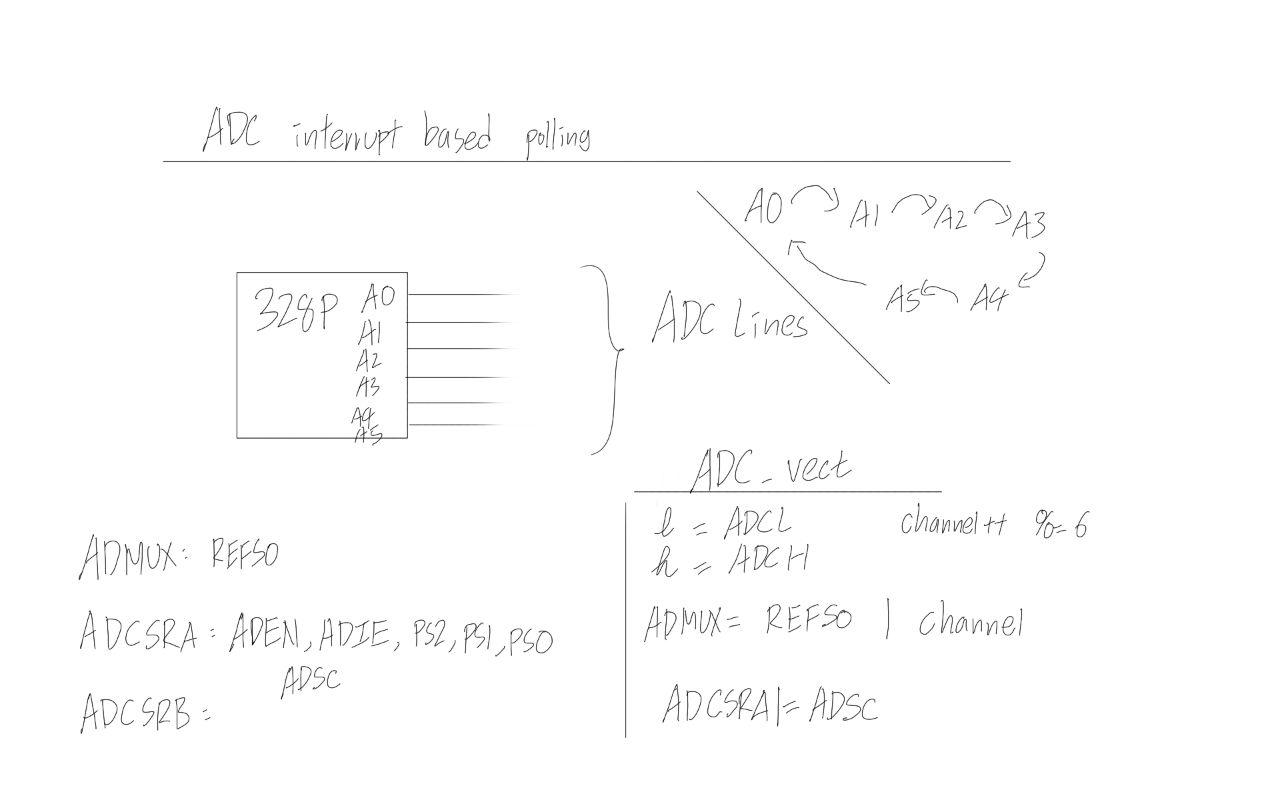 ADC interrupt based polling
A0 A1 A2 A3
A5 A4
328P A0
A1
A2
A3
A4
A5
ADC Lines
ADC_vect
l = ADCL channel++ %= 6
h = ADCH
ADMUX = REFS0 | channel
ADCSRA |= ADSC
ADMUX: REFS0
ADCSRA: ADEN, ADIE, PS2, PS1, PS0
ADSC
ADCSRB: